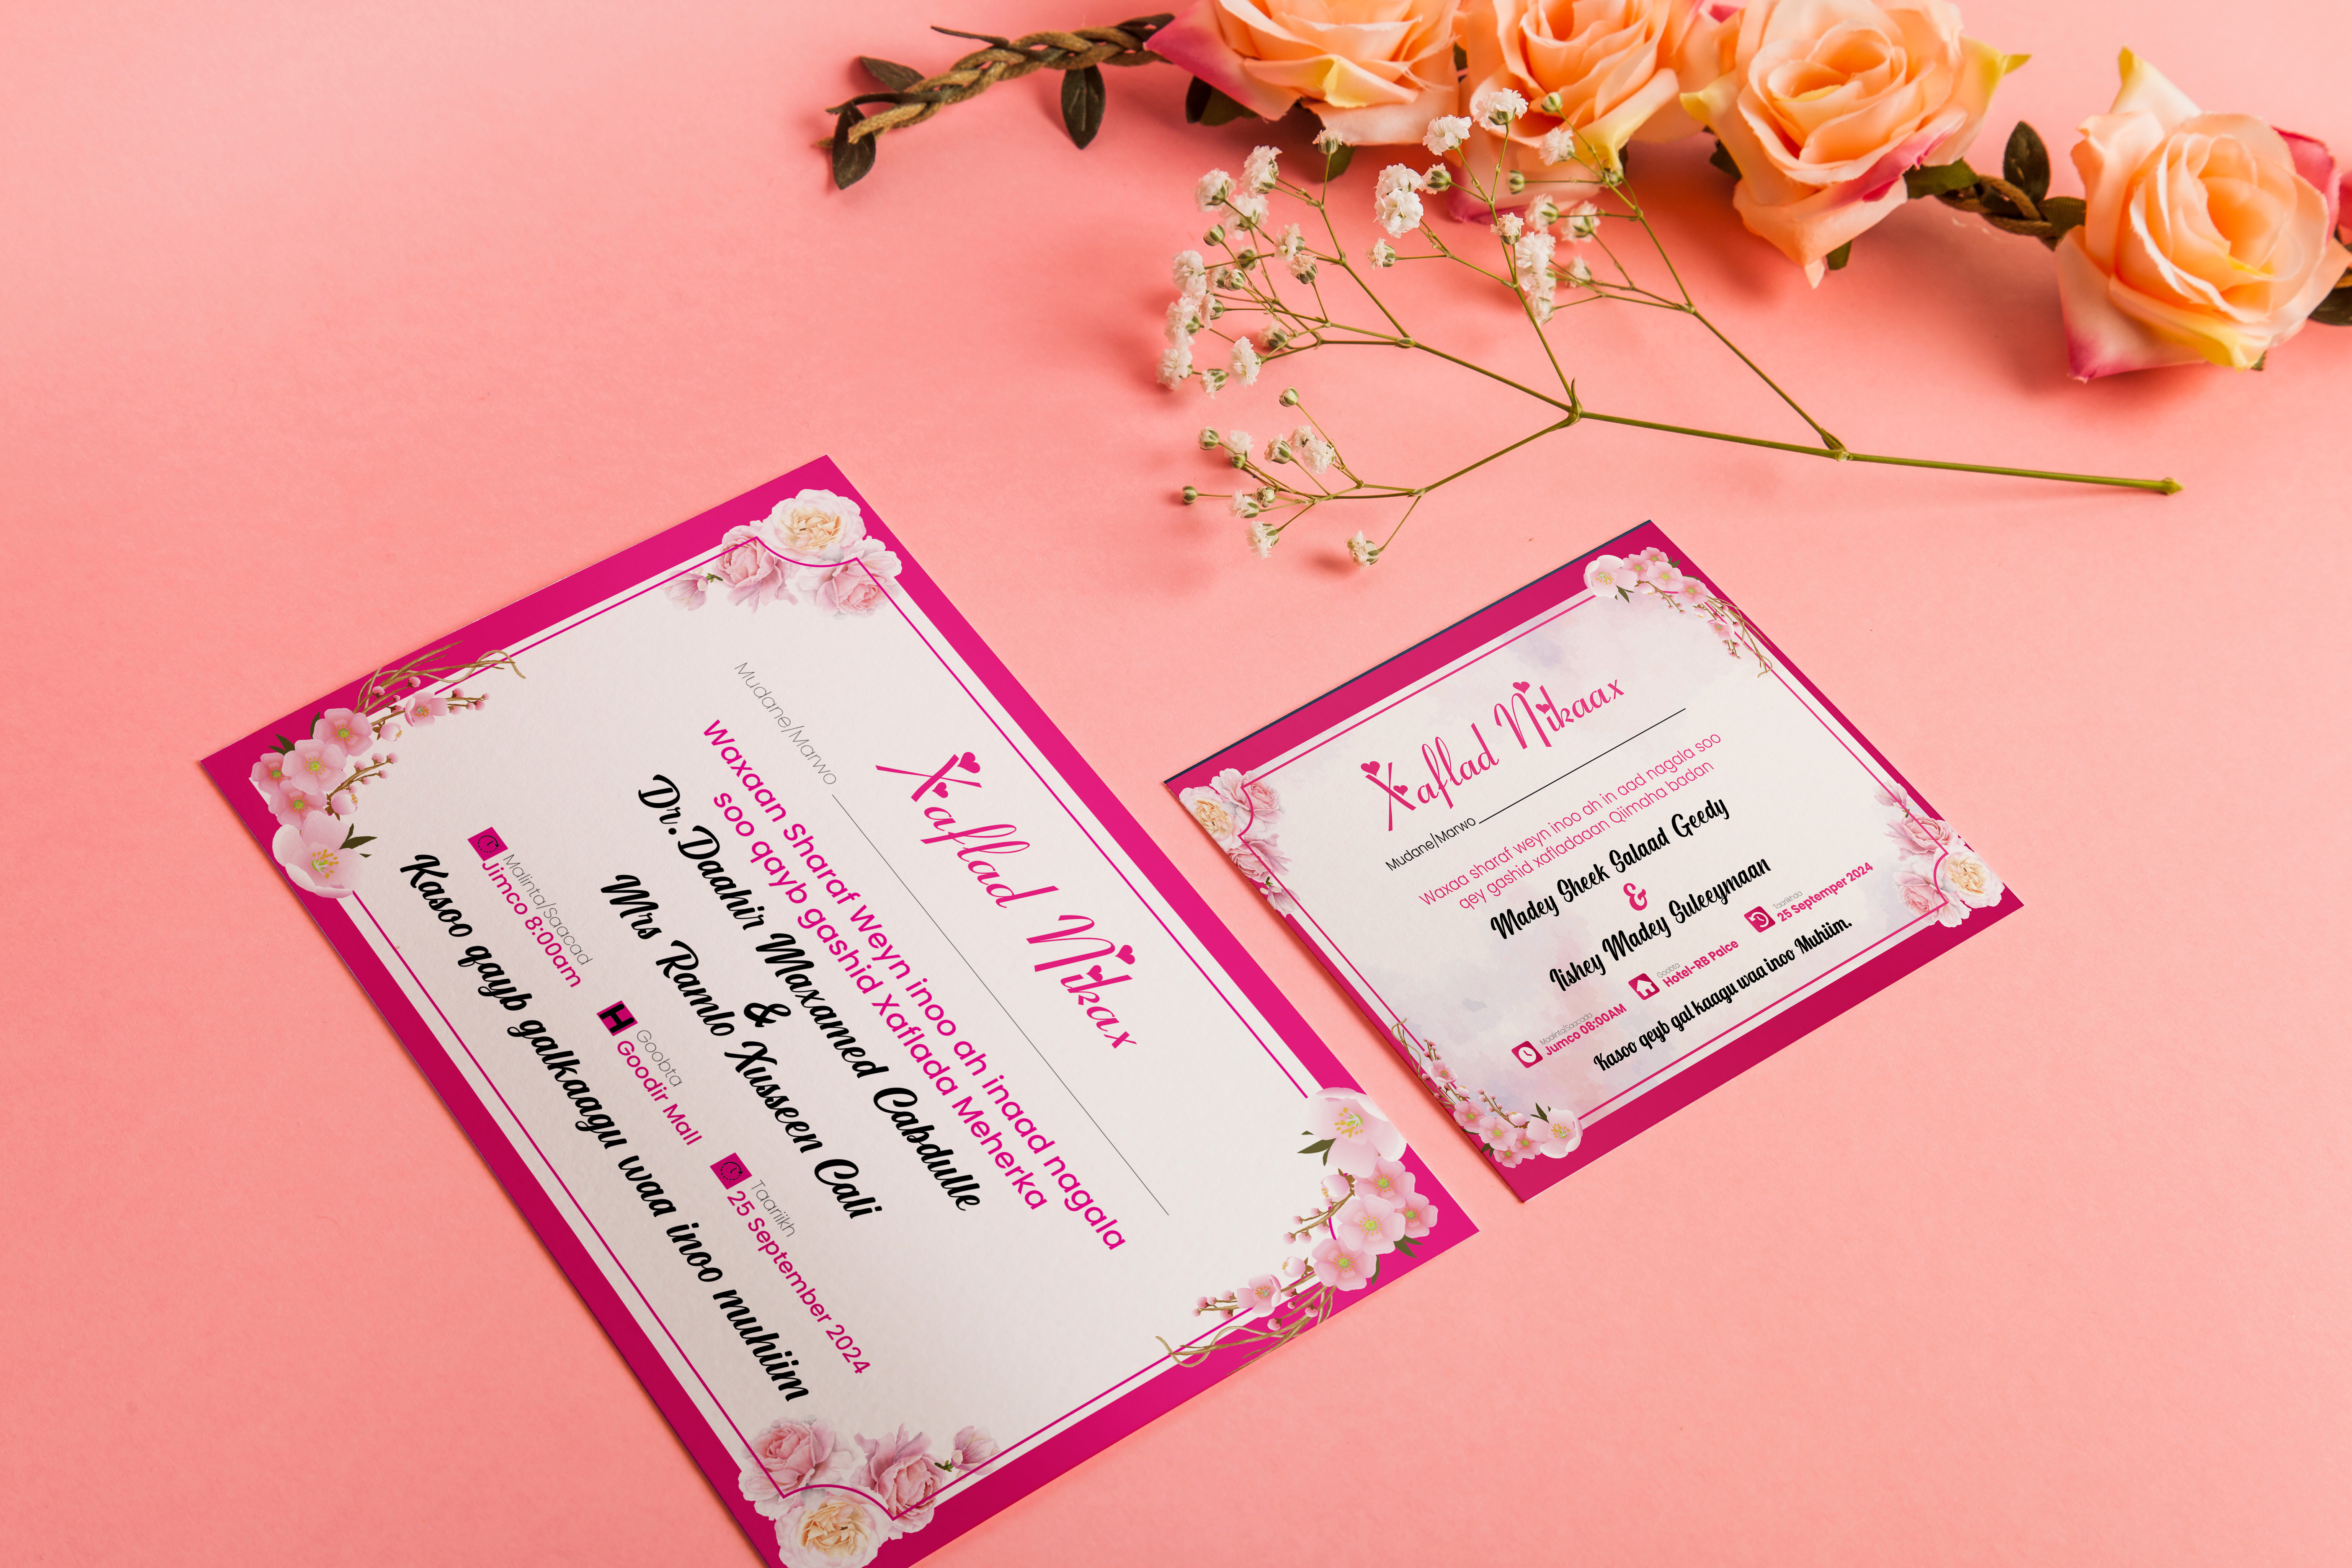 Xaflad Nikax
Mudane/Marwo
Waxaan Sharaf Weyn inoo ah inaad nagala
soo qayb gashid Xaflada Meherka
Dr.Daahir Maxamed Cabdulle
&
Mrs Ramlo Xusseen Cali
Malinta/Saacad
Jimco 8:00am
H
Goobta
Goodir Mall
Taariikh
25 September 2024
Kasoo qayb galkaagu waa inoo muhiim
Xaflad Nikaax
Mudane/Marwo
Waxaa sharaf weyn inoo ah in aad nagala soo
qey gashid xafladaaan Qiimaha badan
Madey Sheek Salaad Geedy
&
Iishey Madey Suleeymaan
Maalinta/Saacada
Jumco 08:00AM
Goobta
Hotel-RB Palce
Taariikhda
25 Septemper 2024
Kasoo qeyb gal kaagu waa inoo Muhiim.